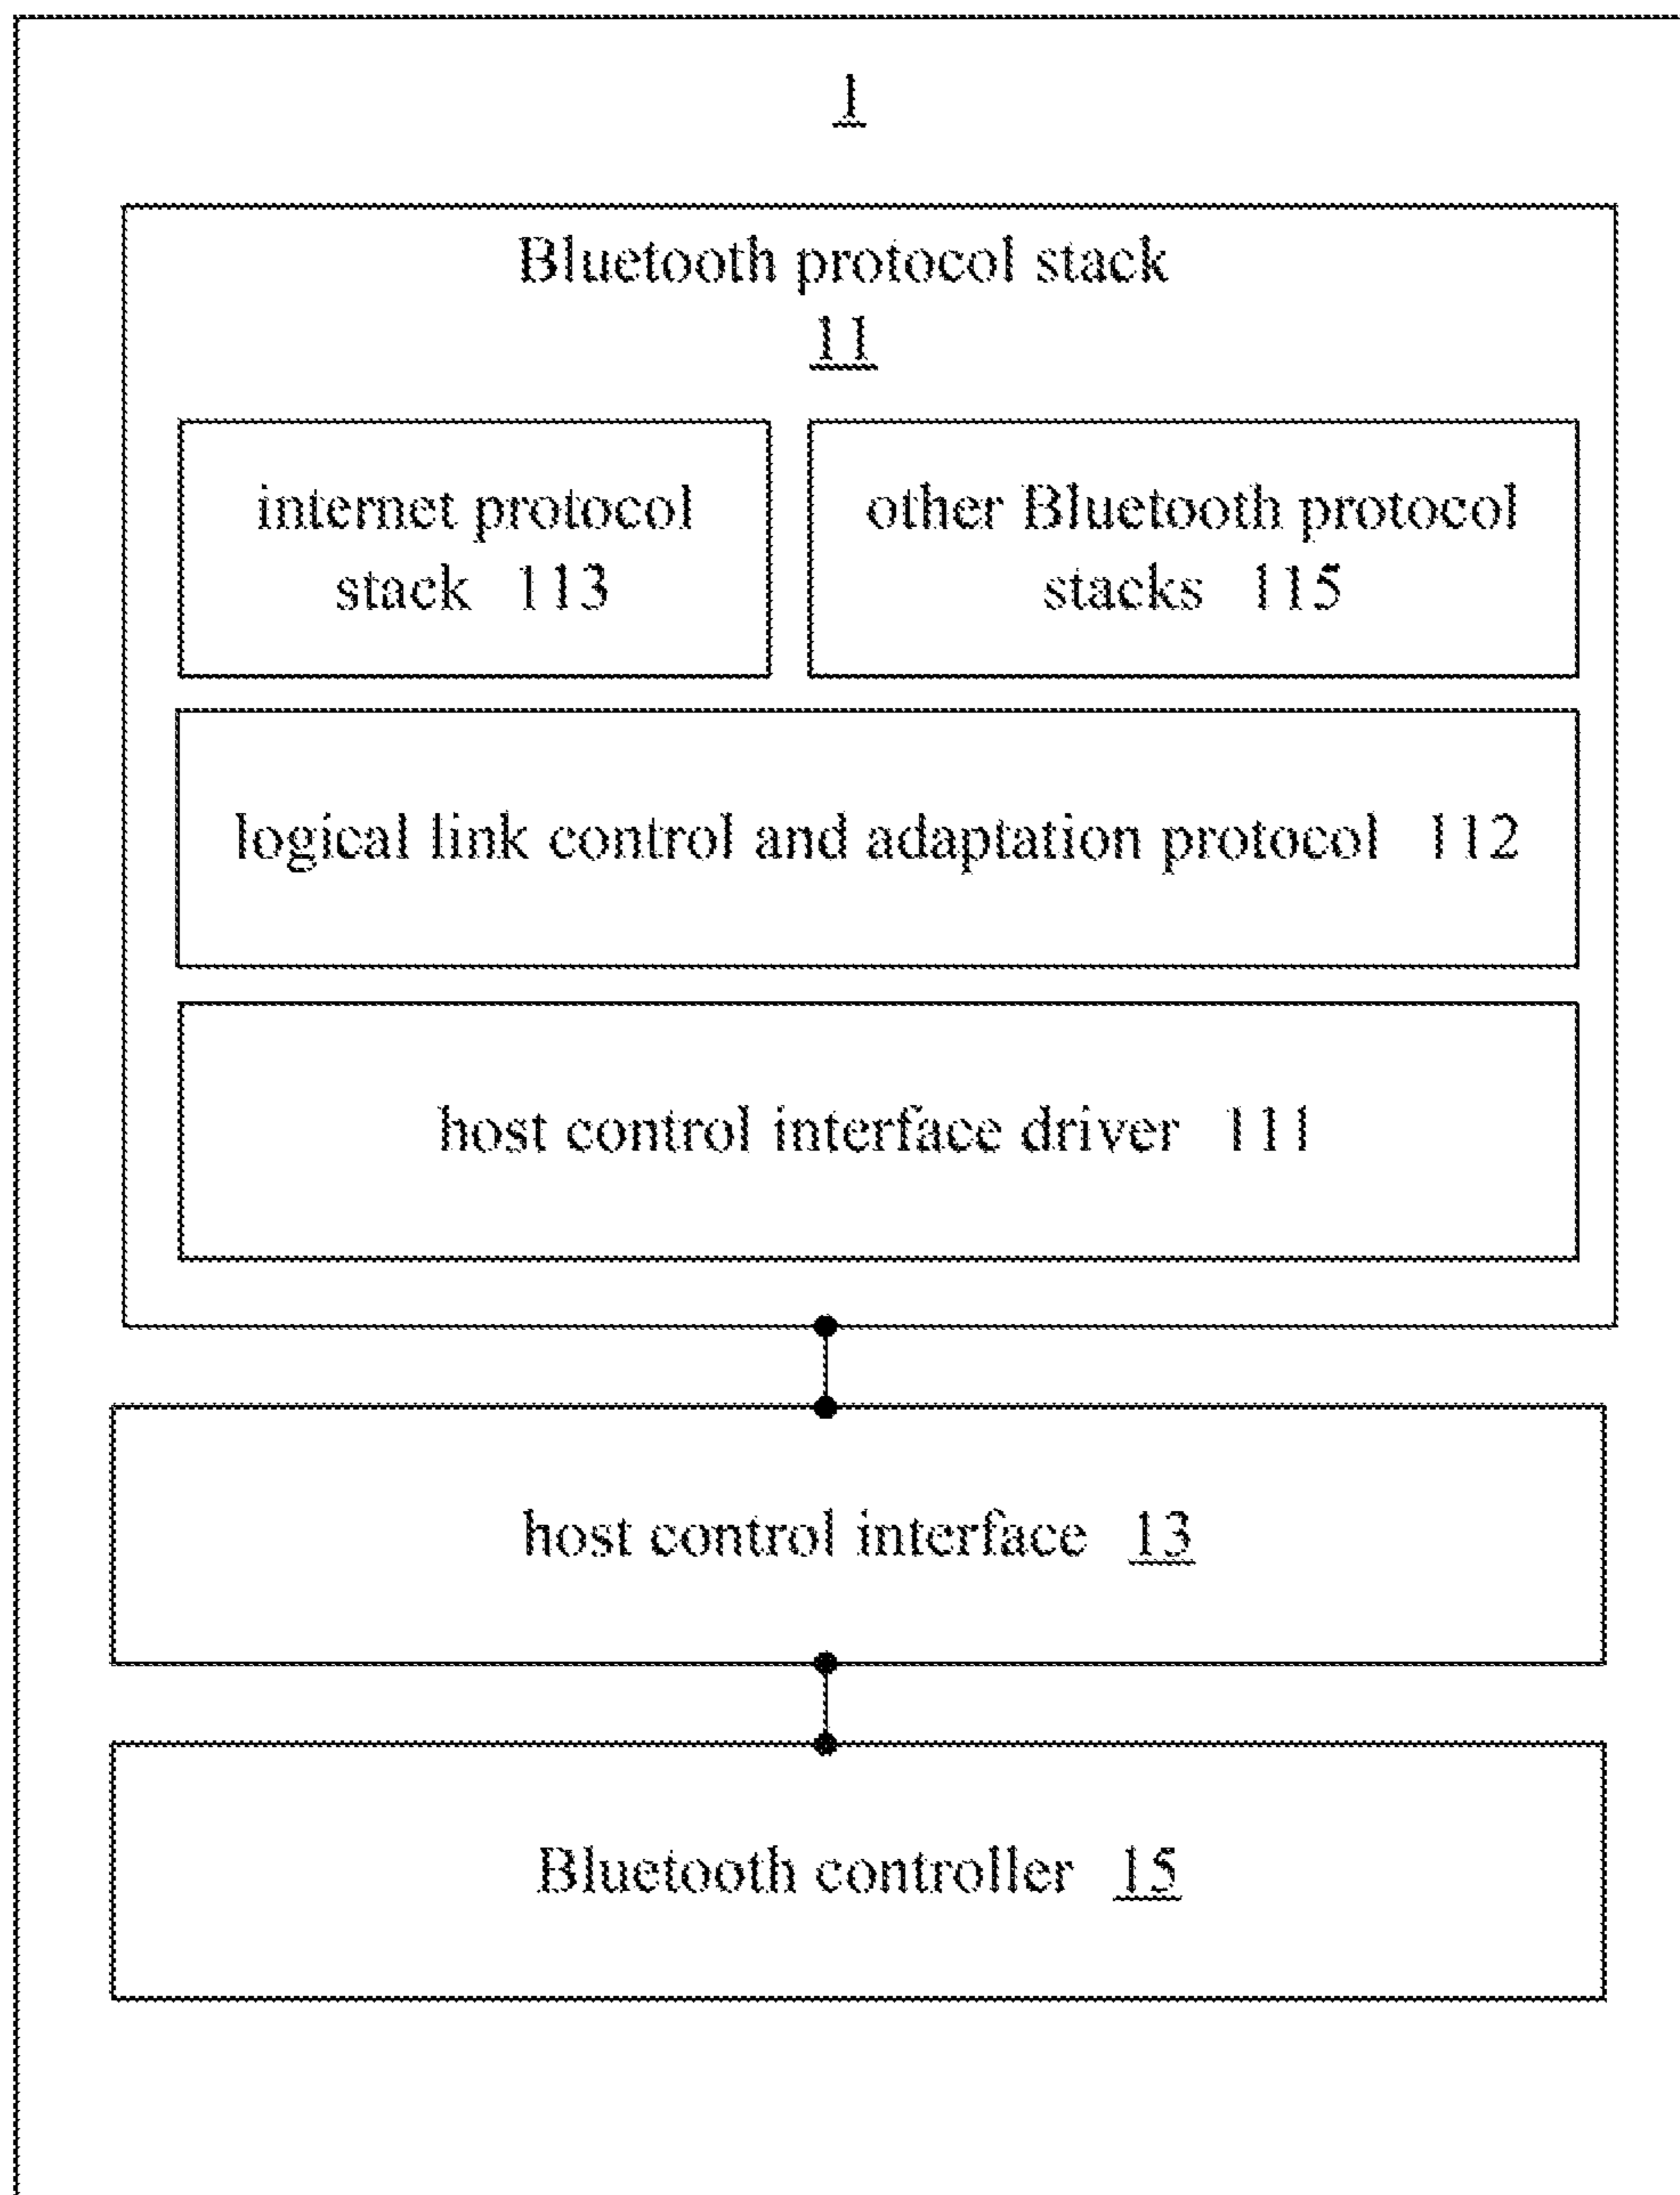 1
Bluetooth protocol stack
11
internet protocol
stack 113
other Bluetooth protocol
stacks 115
logical link control and adaptation protocol 112
host control interface driver 111
host control interface 13
Bluetooth controller 15